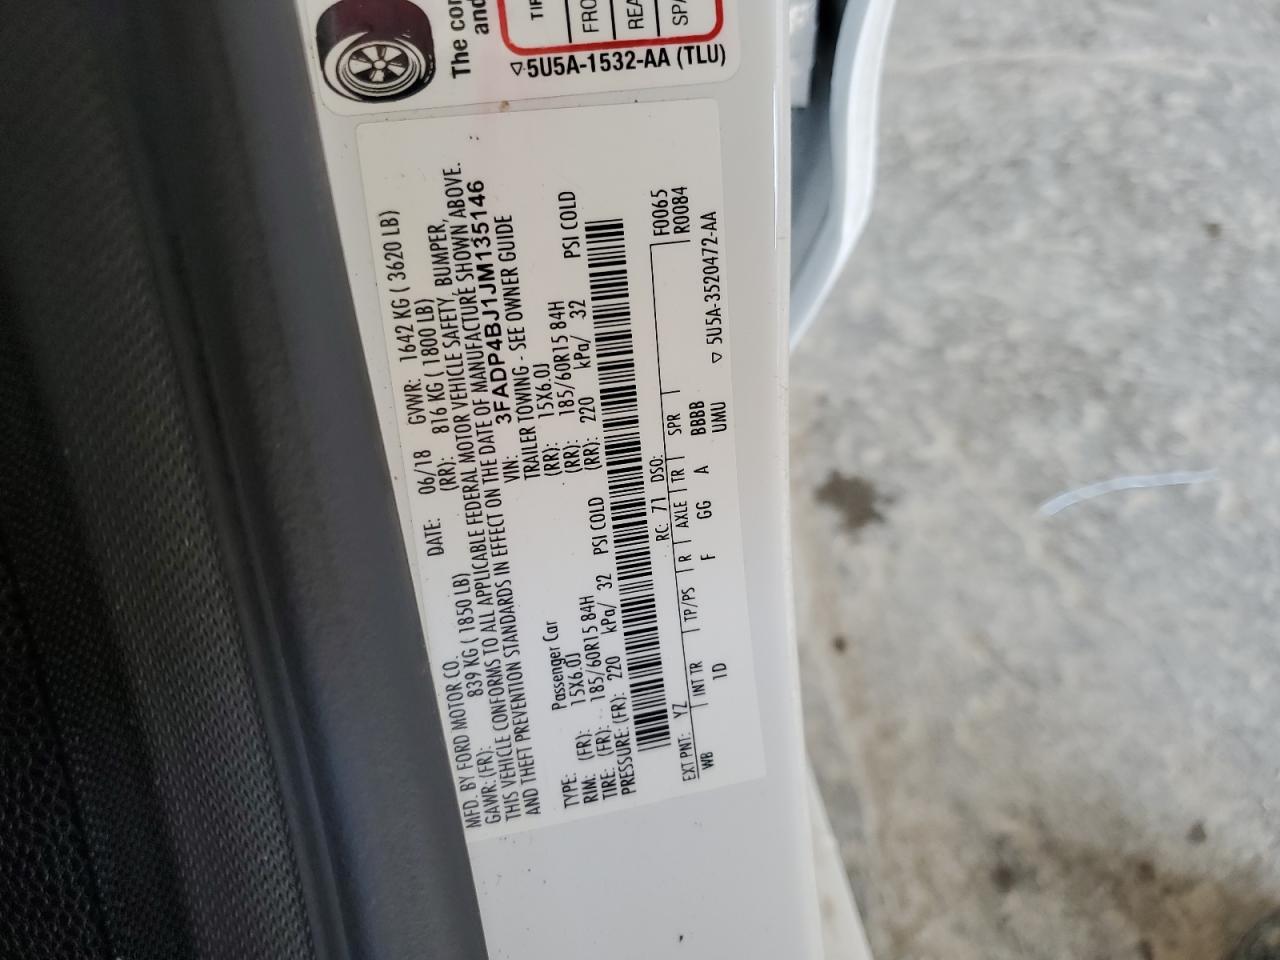 The
and
TIR
FRO
REA
SPA
▽5U5A-1532-AA (TLU)
MFD. BY FORD MOTOR CO.
DATE: 06/18 GVWR: 1642 KG ( 3620 LB)
GAWR: (FR): 839 KG ( 1850 LB) (RR): 816 KG ( 1800 LB)
THIS VEHICLE CONFORMS TO ALL APPLICABLE FEDERAL MOTOR VEHICLE SAFETY, BUMPER,
AND THEFT PREVENTION STANDARDS IN EFFECT ON THE DATE OF MANUFACTURE SHOWN ABOVE.
VIN: 3FADP4BJ1JM135146
TYPE: Passenger Car TRAILER TOWING - SEE OWNER GUIDE
RIM: (FR): 15X6.0J (RR): 15X6.0J
TIRE: (FR): 185/60R15 84H (RR): 185/60R15 84H
PRESSURE: (FR): 220 kPa/ 32 PSI COLD (RR): 220 kPa/ 32 PSI COLD
EXT PNT: YZ RC: 71 DSO: F0065
WB INT TR TP/PS R AXLE TR SPR R0084
1D F GG A BBBB
UMU ▽ 5U5A-3520472-AA